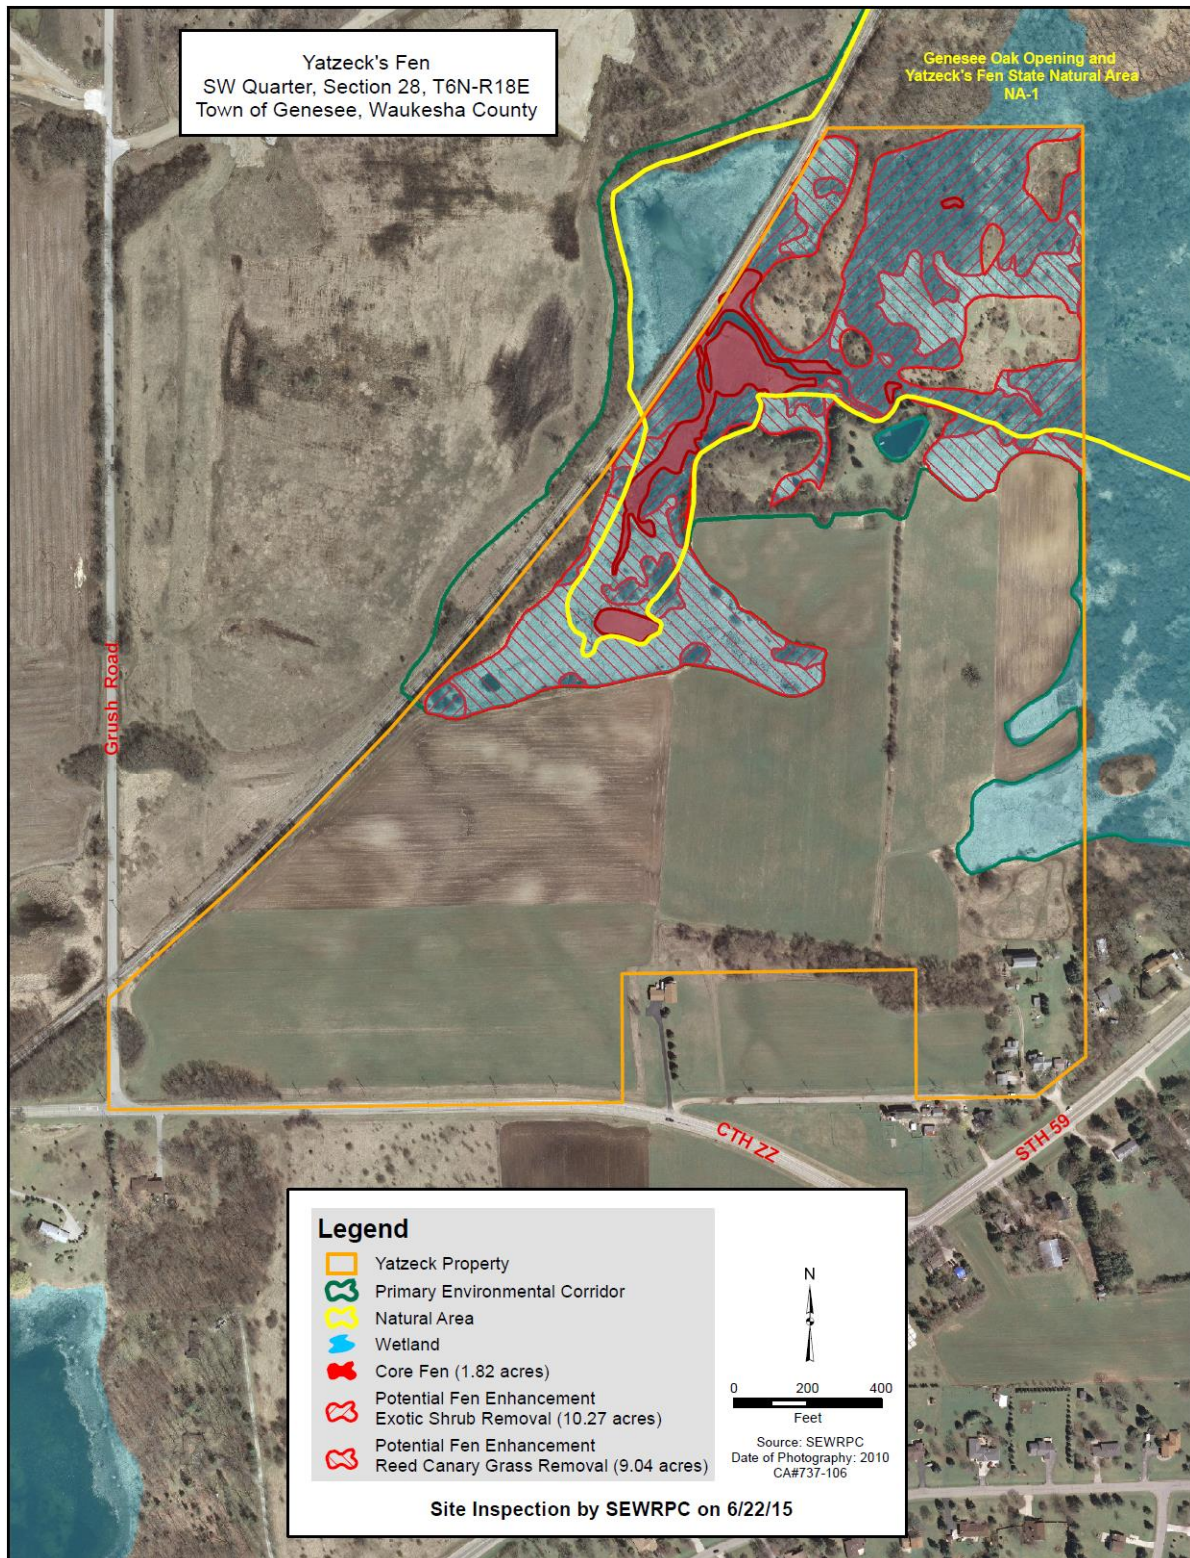 Yatzeck's Fen
SW Quarter, Section 28, T6N-R18E
Town of Genesee, Waukesha County
Genesee Oak Opening and
Yatzeck's Fen State Natural Area
NA-1
Grush Road
CTH ZZ
STH 59
Legend
Yatzeck Property
Primary Environmental Corridor
Natural Area
Wetland
Core Fen (1.82 acres)
Potential Fen Enhancement
Exotic Shrub Removal (10.27 acres)
Potential Fen Enhancement
Reed Canary Grass Removal (9.04 acres)
N
0 200 400
Feet
Source: SEWRPC
Date of Photography: 2010
CA#737-106
Site Inspection by SEWRPC on 6/22/15